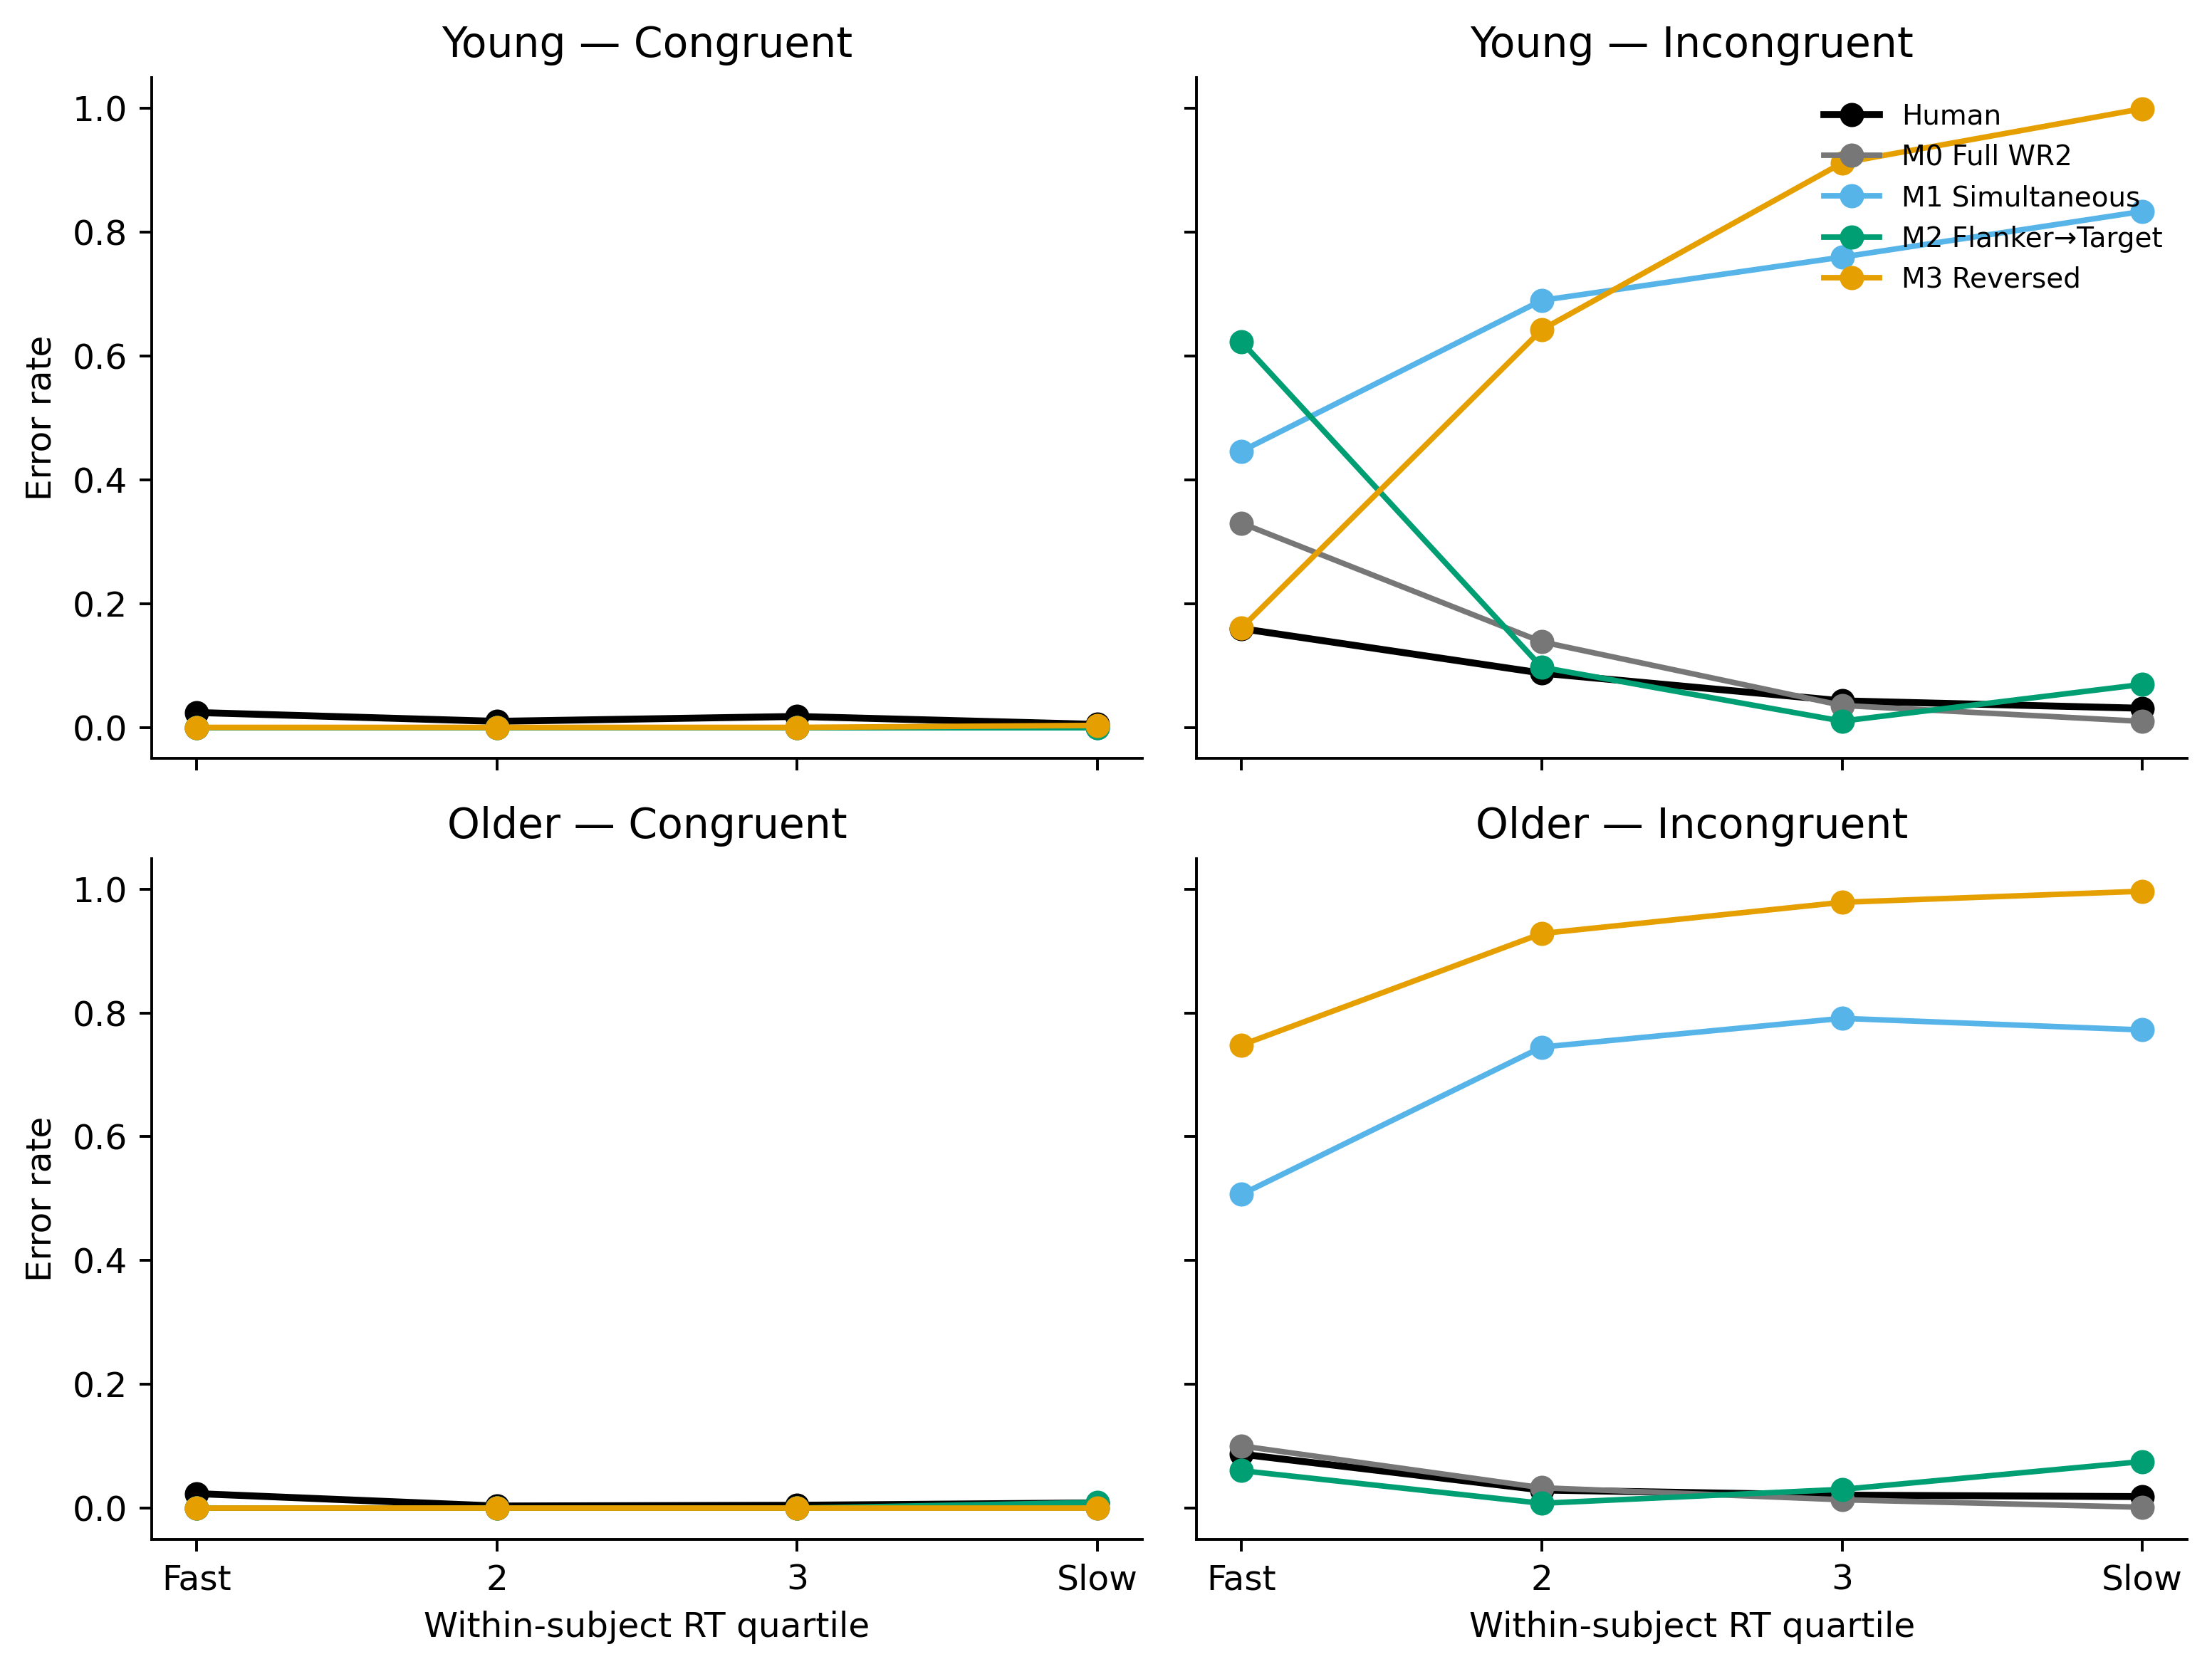 Young — Congruent
Error rate
1.0
0.8
0.6
0.4
0.2
0.0
Young — Incongruent
Human
M0 Full WR2
M1 Simultaneous
M2 Flanker→Target
M3 Reversed
Older — Congruent
Error rate
1.0
0.8
0.6
0.4
0.2
0.0
Fast 2 3 Slow
Within-subject RT quartile
Older — Incongruent
Fast 2 3 Slow
Within-subject RT quartile